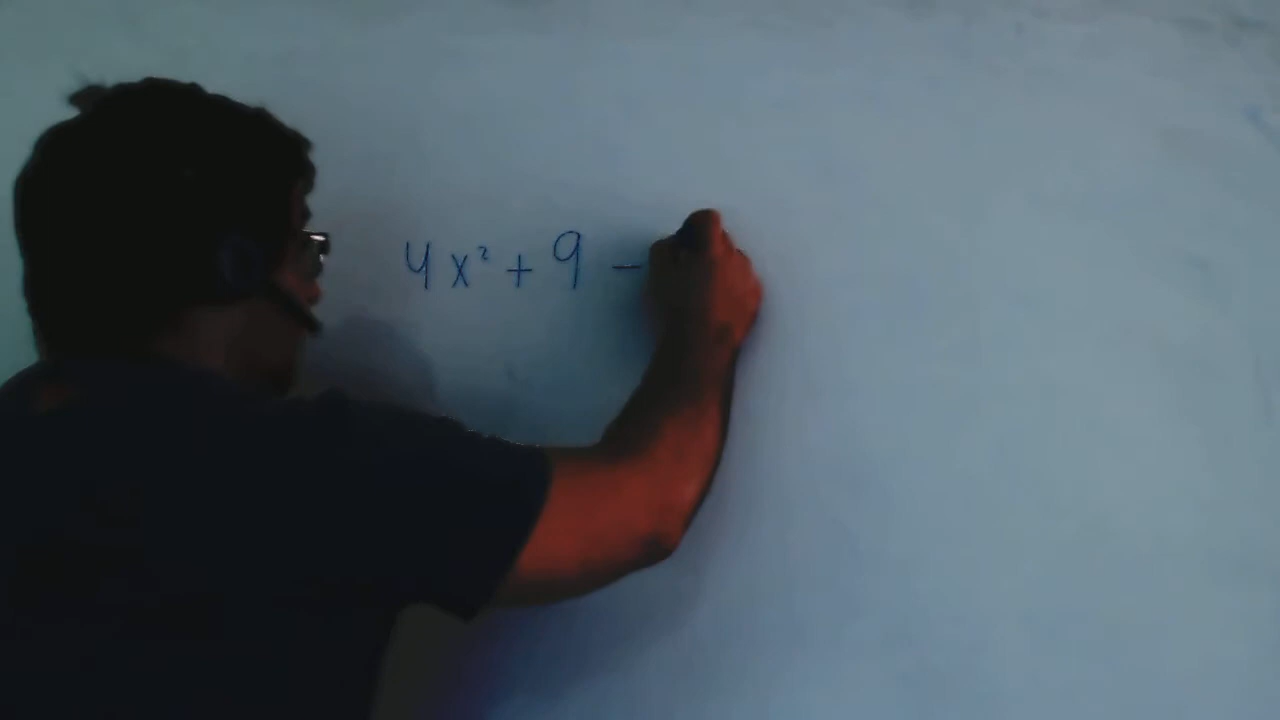 4x² + 9 −